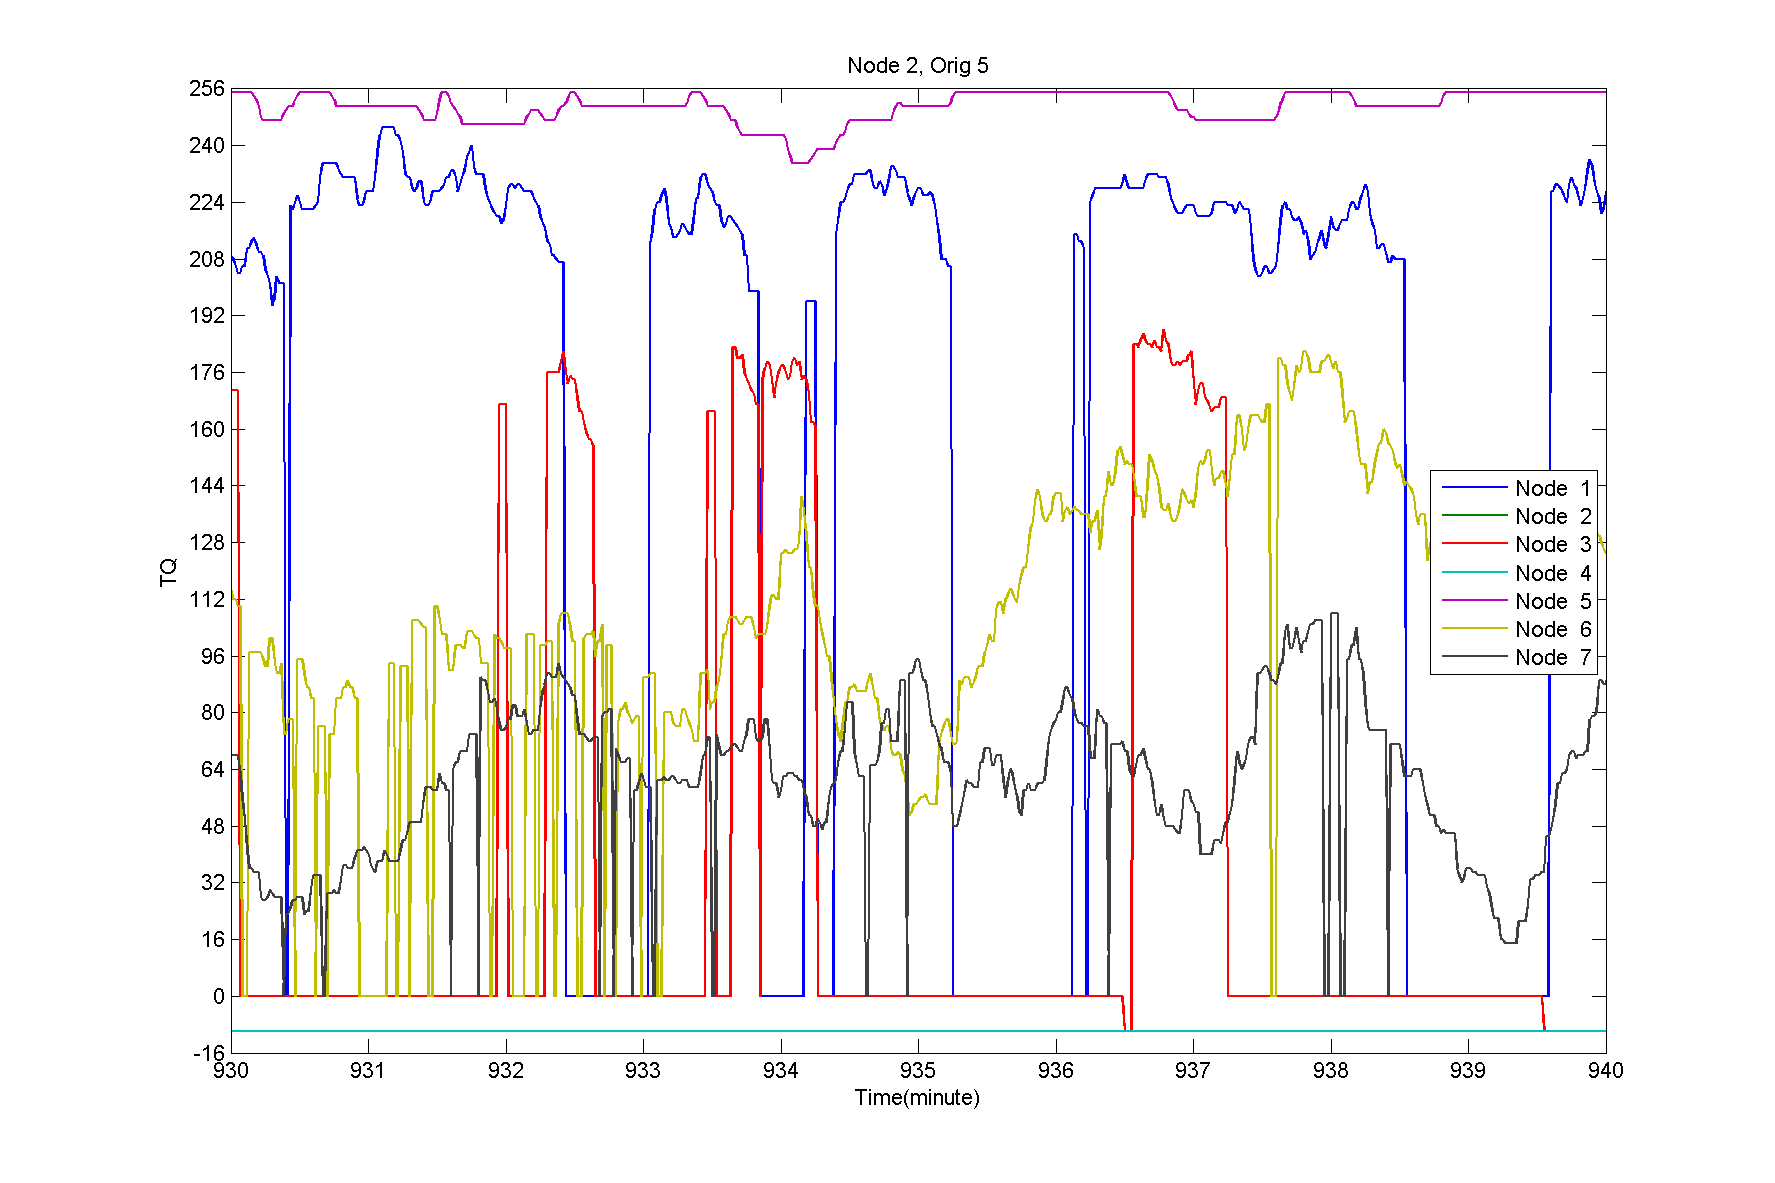 Node 2, Orig 5
256
240
224
208
192
176
160
144
128
112
96
80
64
48
32
16
0
-16
TQ
Node 1
Node 2
Node 3
Node 4
Node 5
Node 6
Node 7
930 931 932 933 934 935 936 937 938 939 940
Time(minute)